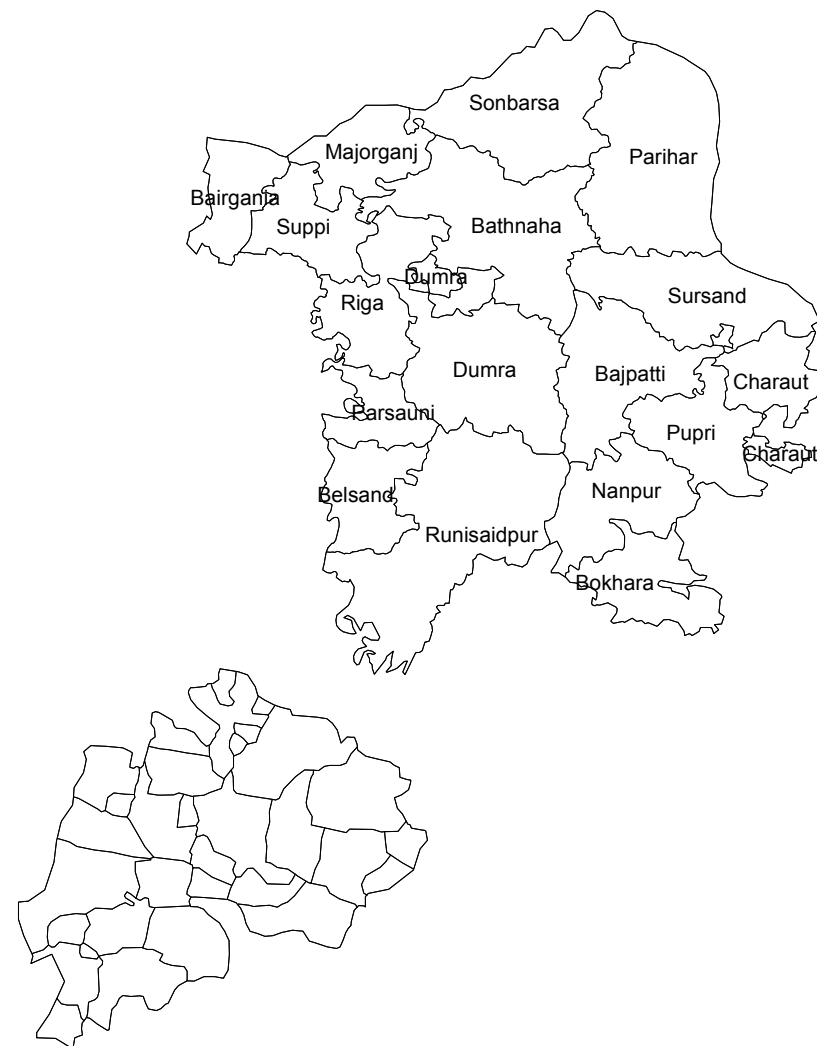 Sonbarsa
Majorganj
Parihar
Bairgania
Suppi
Bathnaha
Dumra
Riga
Sursand
Dumra
Bajpatti
Charaut
Parsauni
Pupri
Charaut
Belsand
Nanpur
Runisaidpur
Bokhara